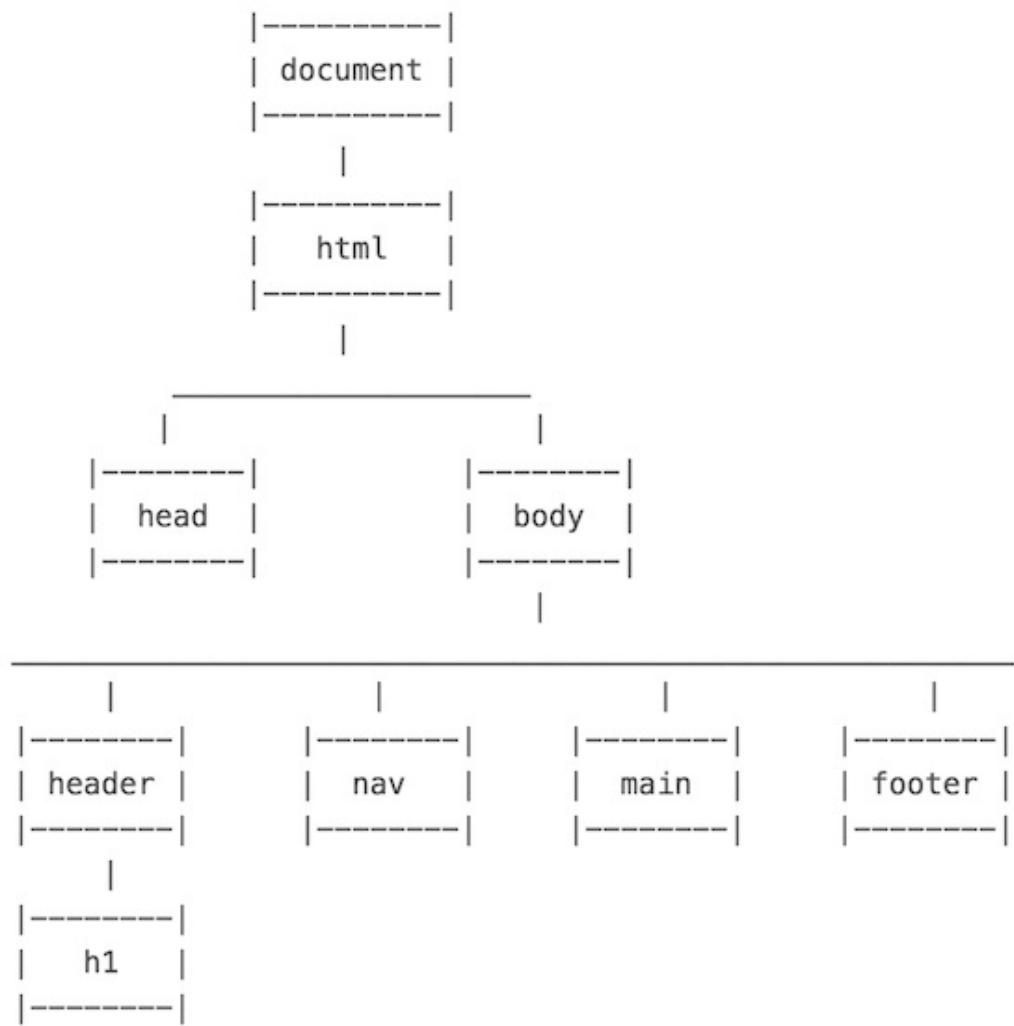 document
html
head body
header nav main footer
h1